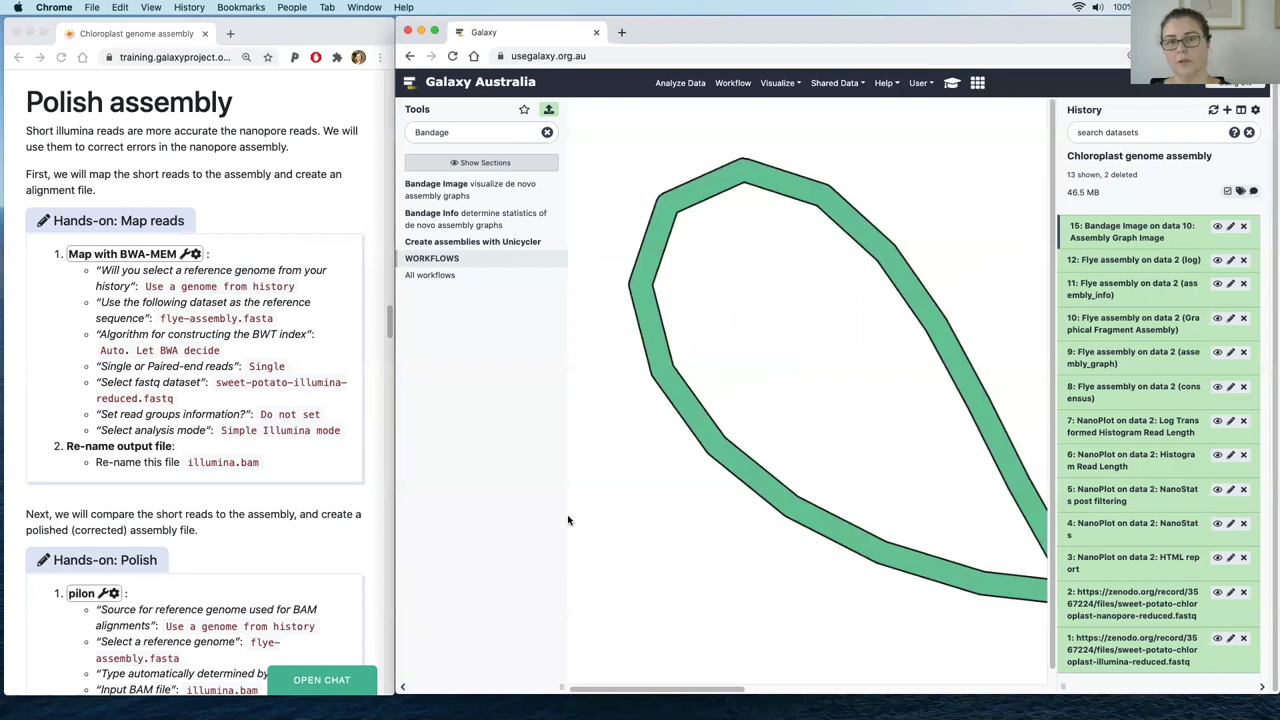 Chrome File Edit View History Bookmarks People Tab Window Help
100%
Chloroplast genome assembly
training.galaxyproject.o...
Polish assembly
Short illumina reads are more accurate the nanopore reads. We will
use them to correct errors in the nanopore assembly.
First, we will map the short reads to the assembly and create an
alignment file.
Hands-on: Map reads
1. Map with BWA-MEM :
“Will you select a reference genome from your
history”: Use a genome from history
“Use the following dataset as the reference
sequence”: flye-assembly.fasta
“Algorithm for constructing the BWT index”:
Auto. Let BWA decide
“Single or Paired-end reads”: Single
“Select fastq dataset”: sweet-potato-illumina-
reduced.fastq
“Set read groups information?”: Do not set
“Select analysis mode”: Simple Illumina mode
2. Re-name output file:
Re-name this file illumina.bam
Next, we will compare the short reads to the assembly, and create a
polished (corrected) assembly file.
Hands-on: Polish
1. pilon :
“Source for reference genome used for BAM
alignments”: Use a genome from history
“Select a reference genome”: flye-
assembly.fasta
“Type automatically determined by
“Input BAM file”: illumina.bam
OPEN CHAT
Galaxy
usegalaxy.org.au
Galaxy Australia
Analyze Data Workflow Visualize Shared Data Help User
Tools
Bandage
Show Sections
Bandage Image visualize de novo
assembly graphs
Bandage Info determine statistics of
de novo assembly graphs
Create assemblies with Unicycler
WORKFLOWS
All workflows
History
search datasets
Chloroplast genome assembly
13 shown, 2 deleted
46.5 MB
15: Bandage Image on data 10:
Assembly Graph Image
12: Flye assembly on data 2 (log)
11: Flye assembly on data 2 (ass
embly_info)
10: Flye assembly on data 2 (Gra
phical Fragment Assembly)
9: Flye assembly on data 2 (asse
mbly_graph)
8: Flye assembly on data 2 (cons
ensus)
7: NanoPlot on data 2: Log Trans
formed Histogram Read Length
6: NanoPlot on data 2: Histogra
m Read Length
5: NanoPlot on data 2: NanoStat
s post filtering
4: NanoPlot on data 2: NanoStat
s
3: NanoPlot on data 2: HTML rep
ort
2: https://zenodo.org/record/35
67224/files/sweet-potato-chlor
oplast-nanopore-reduced.fastq
1: https://zenodo.org/record/35
67224/files/sweet-potato-chlor
oplast-illumina-reduced.fastq